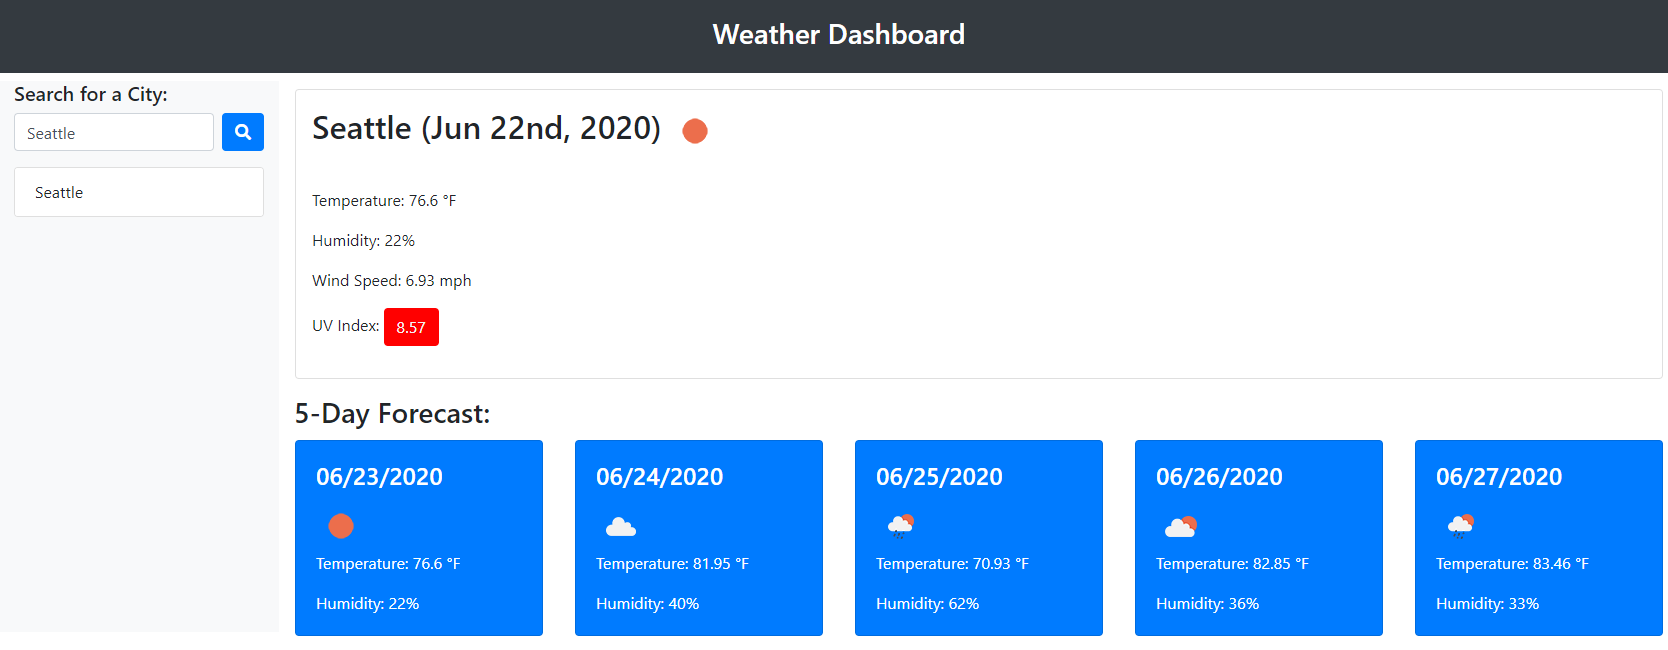 Weather Dashboard
Search for a City:
Seattle
Seattle
Seattle (Jun 22nd, 2020)
Temperature: 76.6 °F
Humidity: 22%
Wind Speed: 6.93 mph
UV Index: 8.57
5-Day Forecast:
06/23/2020
Temperature: 76.6 °F
Humidity: 22%
06/24/2020
Temperature: 81.95 °F
Humidity: 40%
06/25/2020
Temperature: 70.93 °F
Humidity: 62%
06/26/2020
Temperature: 82.85 °F
Humidity: 36%
06/27/2020
Temperature: 83.46 °F
Humidity: 33%